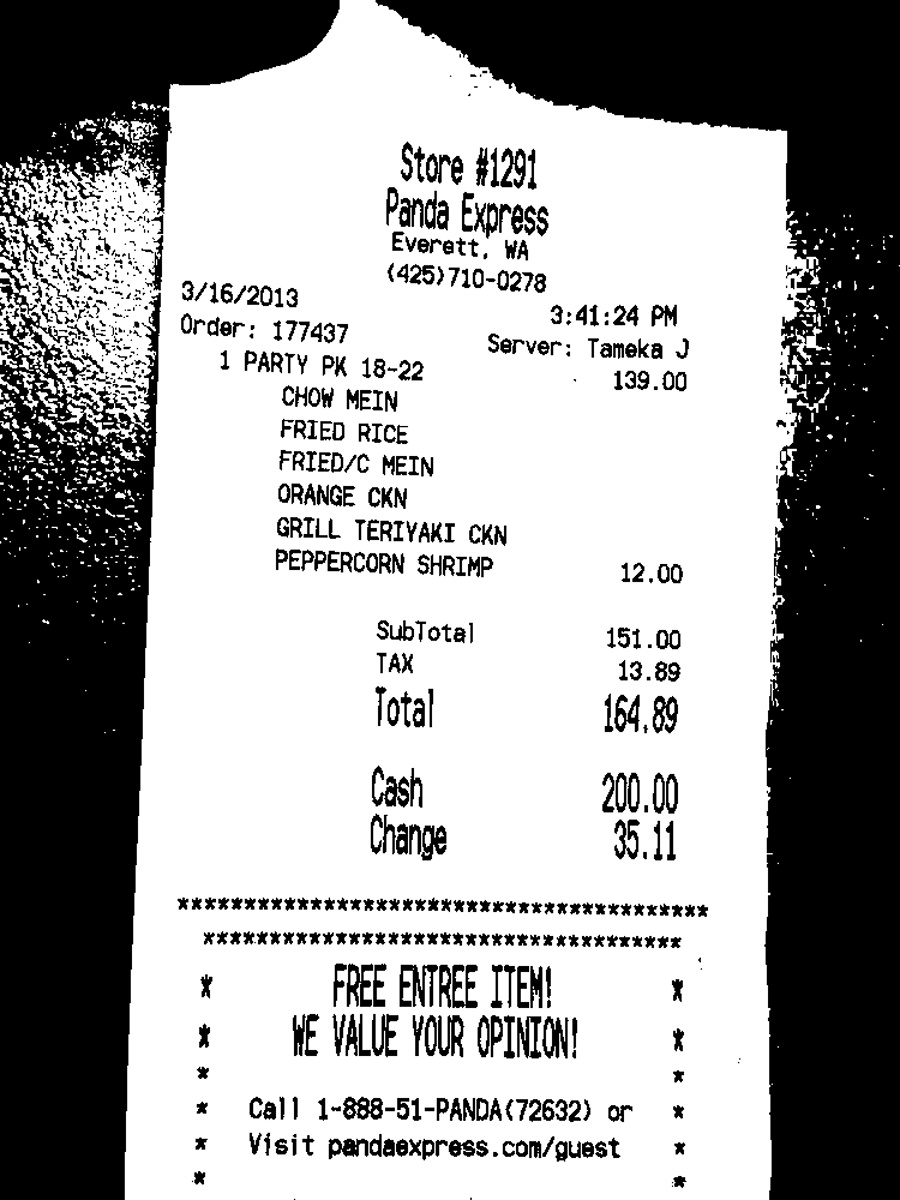 Store #1291
Panda Express
Everett, WA
(425)710-0278
3/16/2013 3:41:24 PM
Order: 177437 Server: Tameka J
1 PARTY PK 18-22 139.00
CHOW MEIN
FRIED RICE
FRIED/C MEIN
ORANGE CKN
GRILL TERIYAKI CKN
PEPPERCORN SHRIMP 12.00
SubTotal 151.00
TAX 13.89
Total 164.89
Cash 200.00
Change 35.11
****************************************
************************************
* FREE ENTREE ITEM! *
* WE VALUE YOUR OPINION! *
* *
* Call 1-888-51-PANDA(72632) or *
* Visit pandaexpress.com/guest *
* *